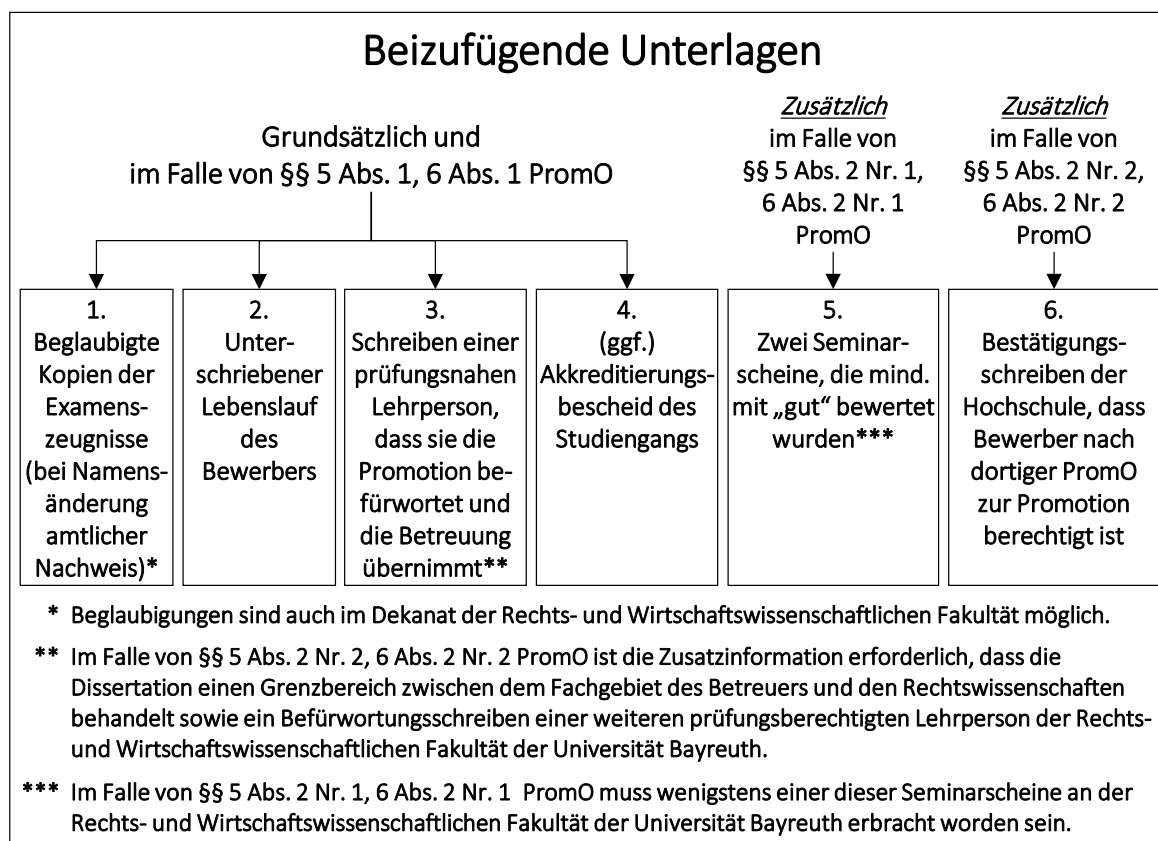 Beizufügende Unterlagen
Grundsätzlich und
im Falle von §§ 5 Abs. 1, 6 Abs. 1 PromO
Zusätzlich
im Falle von
§§ 5 Abs. 2 Nr. 1,
6 Abs. 2 Nr. 1
PromO
Zusätzlich
im Falle von
§§ 5 Abs. 2 Nr. 2,
6 Abs. 2 Nr. 2
PromO
1.
Beglaubigte
Kopien der
Examens-
zeugnisse
(bei Namens-
änderung
amtlicher
Nachweis)*
2.
Unter-
schriebener
Lebenslauf
des
Bewerbers
3.
Schreiben einer
prüfungsnahen
Lehrperson,
dass sie die
Promotion be-
fürwortet und
die Betreuung
übernimmt**
4.
(ggf.)
Akkreditierungs-
bescheid des
Studiengangs
5.
Zwei Seminar-
scheine, die mind.
mit „gut“ bewertet
wurden***
6.
Bestätigungs-
schreiben der
Hochschule, dass
Bewerber nach
dortiger PromO
zur Promotion
berechtigt ist
* Beglaubigungen sind auch im Dekanat der Rechts- und Wirtschaftswissenschaftlichen Fakultät möglich.
** Im Falle von §§ 5 Abs. 2 Nr. 2, 6 Abs. 2 Nr. 2 PromO ist die Zusatzinformation erforderlich, dass die
Dissertation einen Grenzbereich zwischen dem Fachgebiet des Betreuers und den Rechtswissenschaften
behandelt sowie ein Befürwortungsschreiben einer weiteren prüfungsberechtigten Lehrperson der Rechts-
und Wirtschaftswissenschaftlichen Fakultät der Universität Bayreuth.
*** Im Falle von §§ 5 Abs. 2 Nr. 1, 6 Abs. 2 Nr. 1 PromO muss wenigstens einer dieser Seminarscheine an der
Rechts- und Wirtschaftswissenschaftlichen Fakultät der Universität Bayreuth erbracht worden sein.